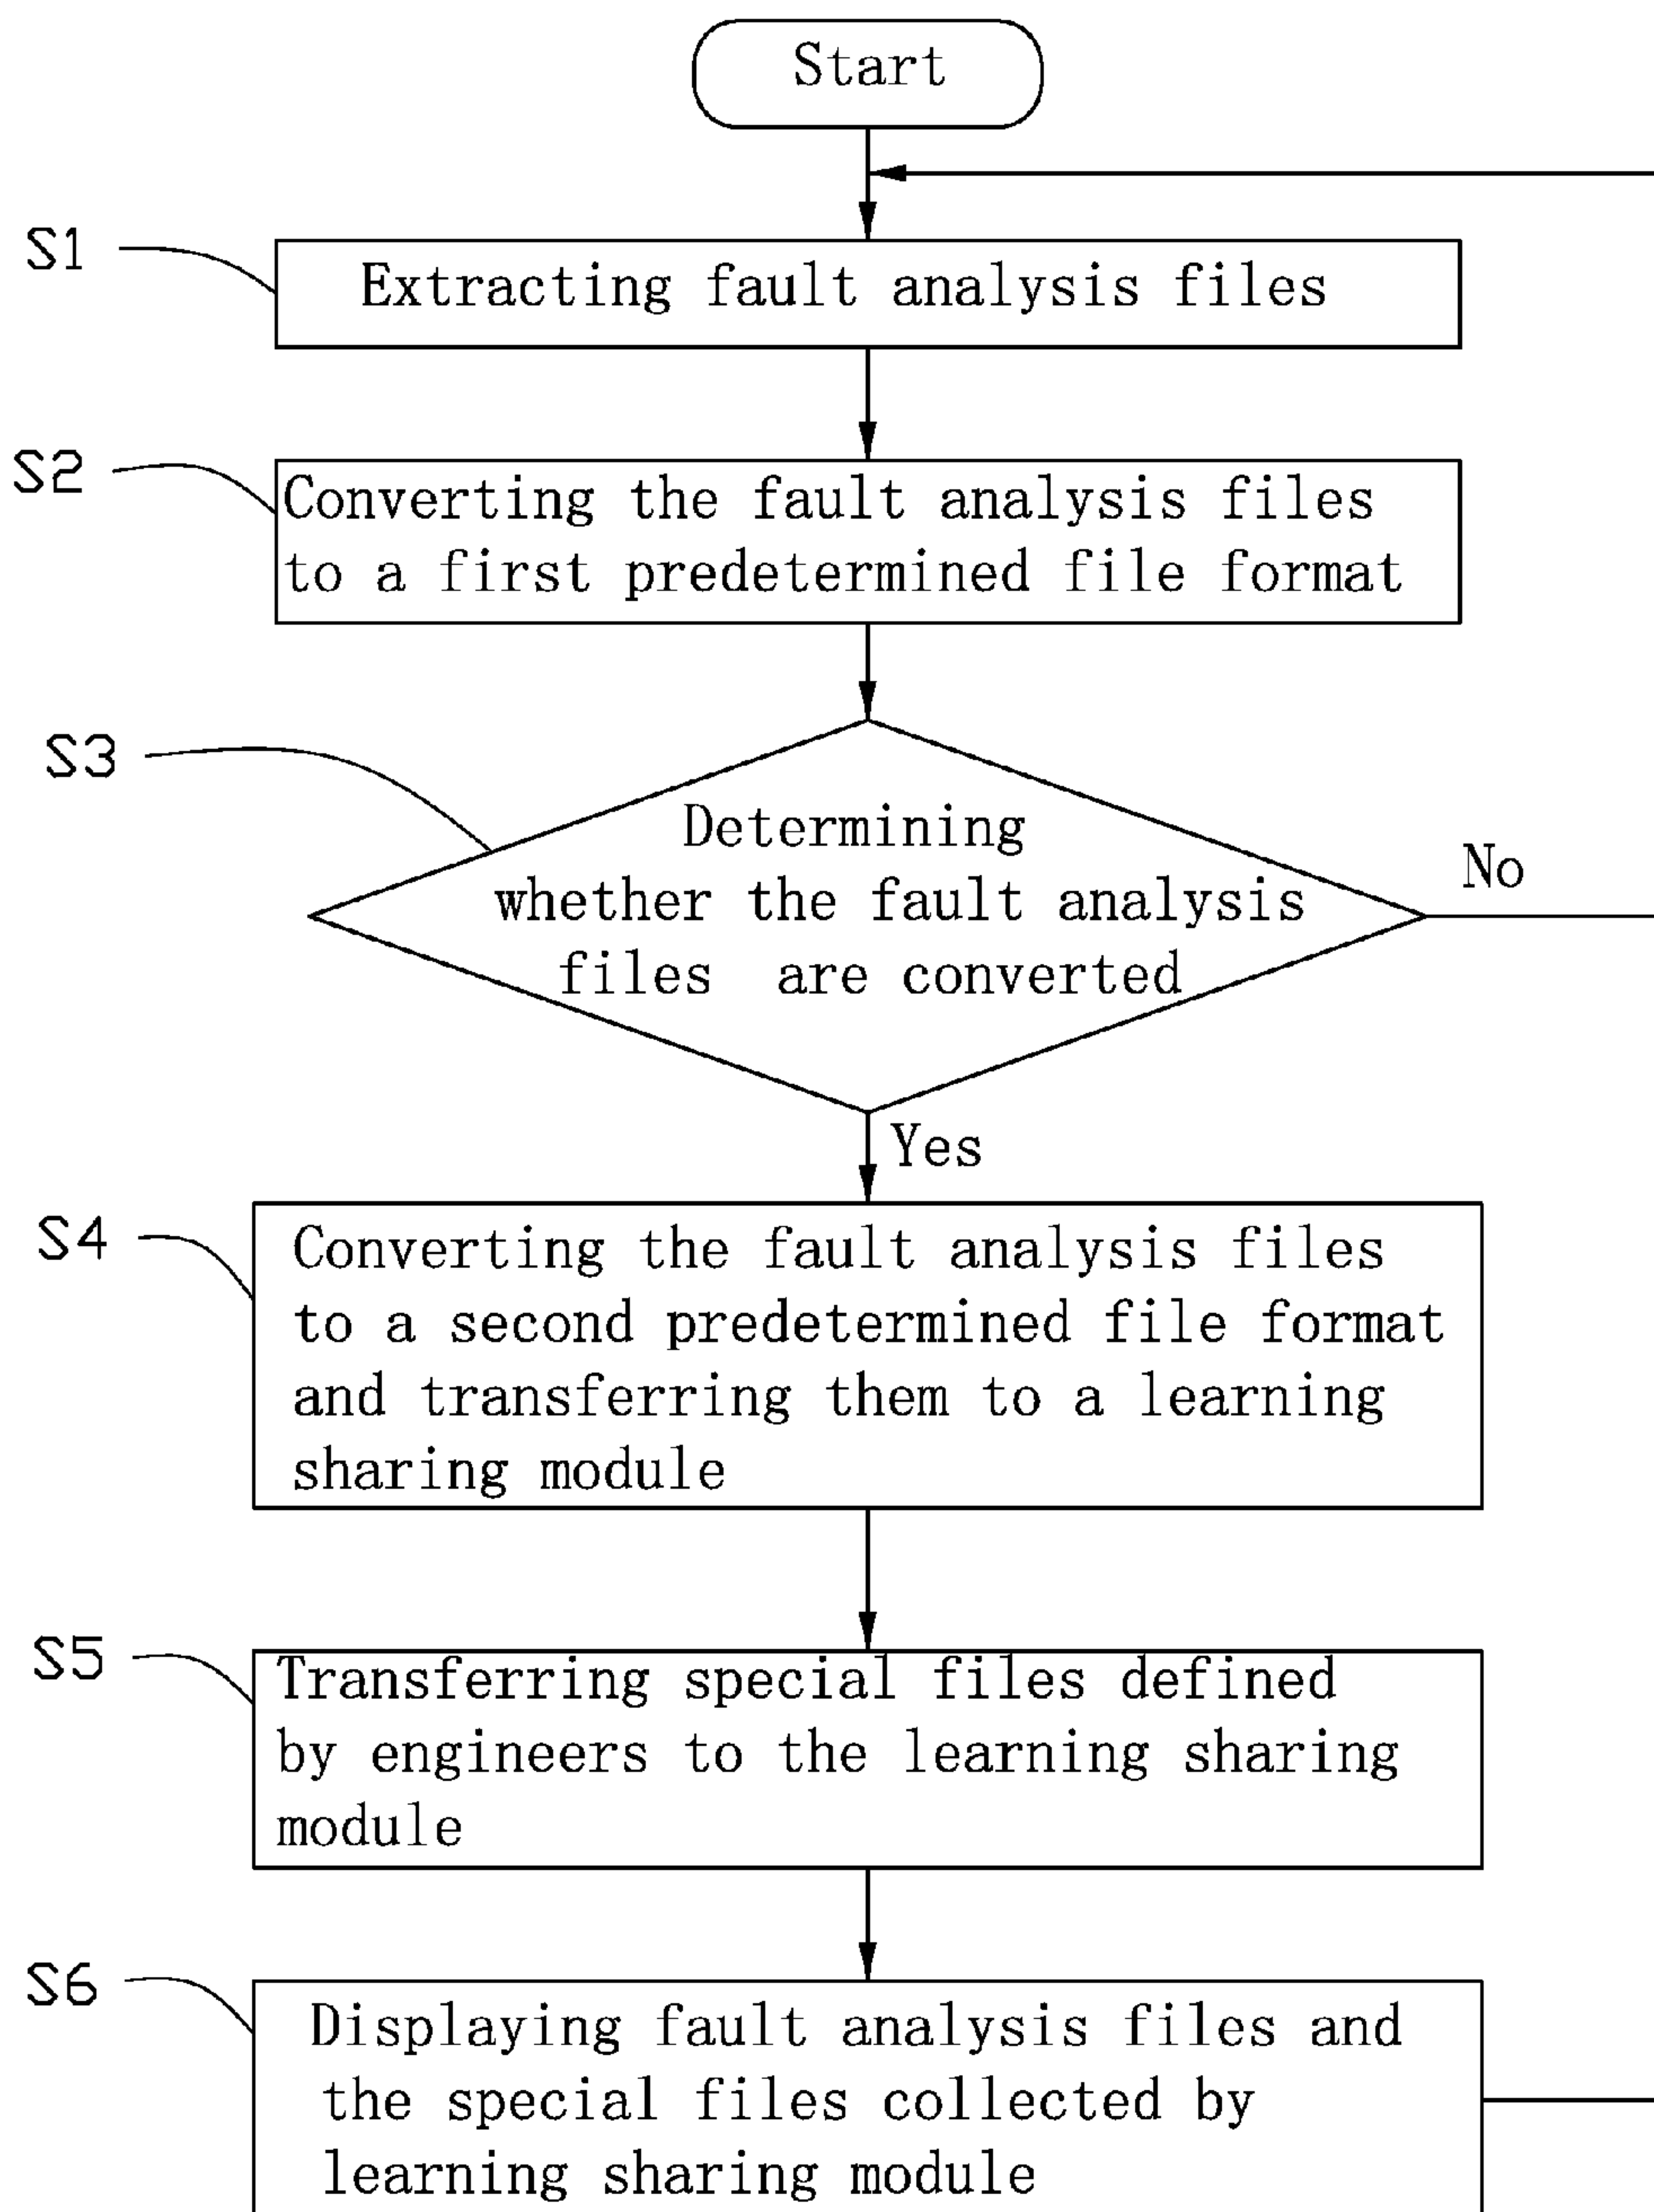 Start
S1
Extracting fault analysis files
S2
Converting the fault analysis files
to a first predetermined file format
S3
Determining
whether the fault analysis
files are converted
No
Yes
S4
Converting the fault analysis files
to a second predetermined file format
and transferring them to a learning
sharing module
S5
Transferring special files defined
by engineers to the learning sharing
module
S6
Displaying fault analysis files and
the special files collected by
learning sharing module